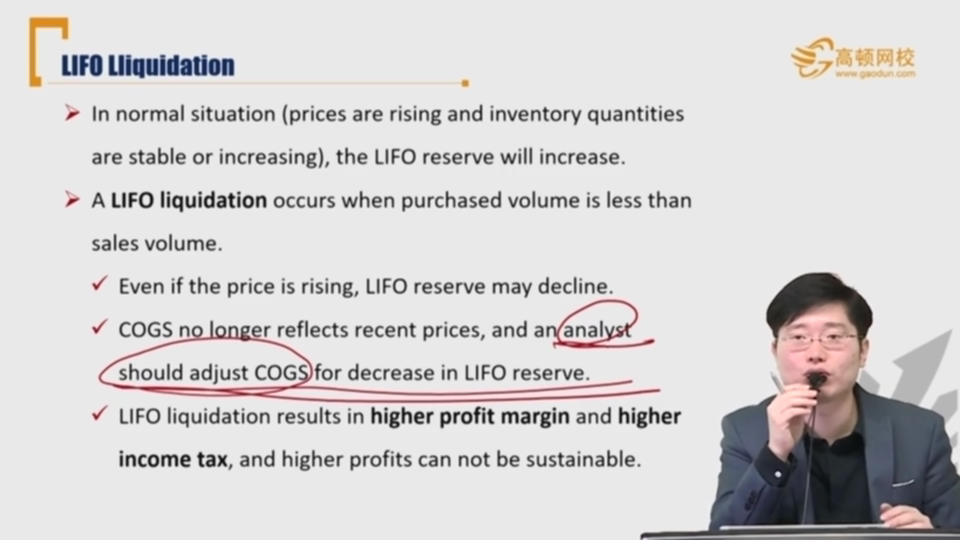 LIFO Lliquidation
高顿网校
www.gaodun.com
In normal situation (prices are rising and inventory quantities
are stable or increasing), the LIFO reserve will increase.
A LIFO liquidation occurs when purchased volume is less than
sales volume.
Even if the price is rising, LIFO reserve may decline.
COGS no longer reflects recent prices, and an analyst
should adjust COGS for decrease in LIFO reserve.
LIFO liquidation results in higher profit margin and higher
income tax, and higher profits can not be sustainable.